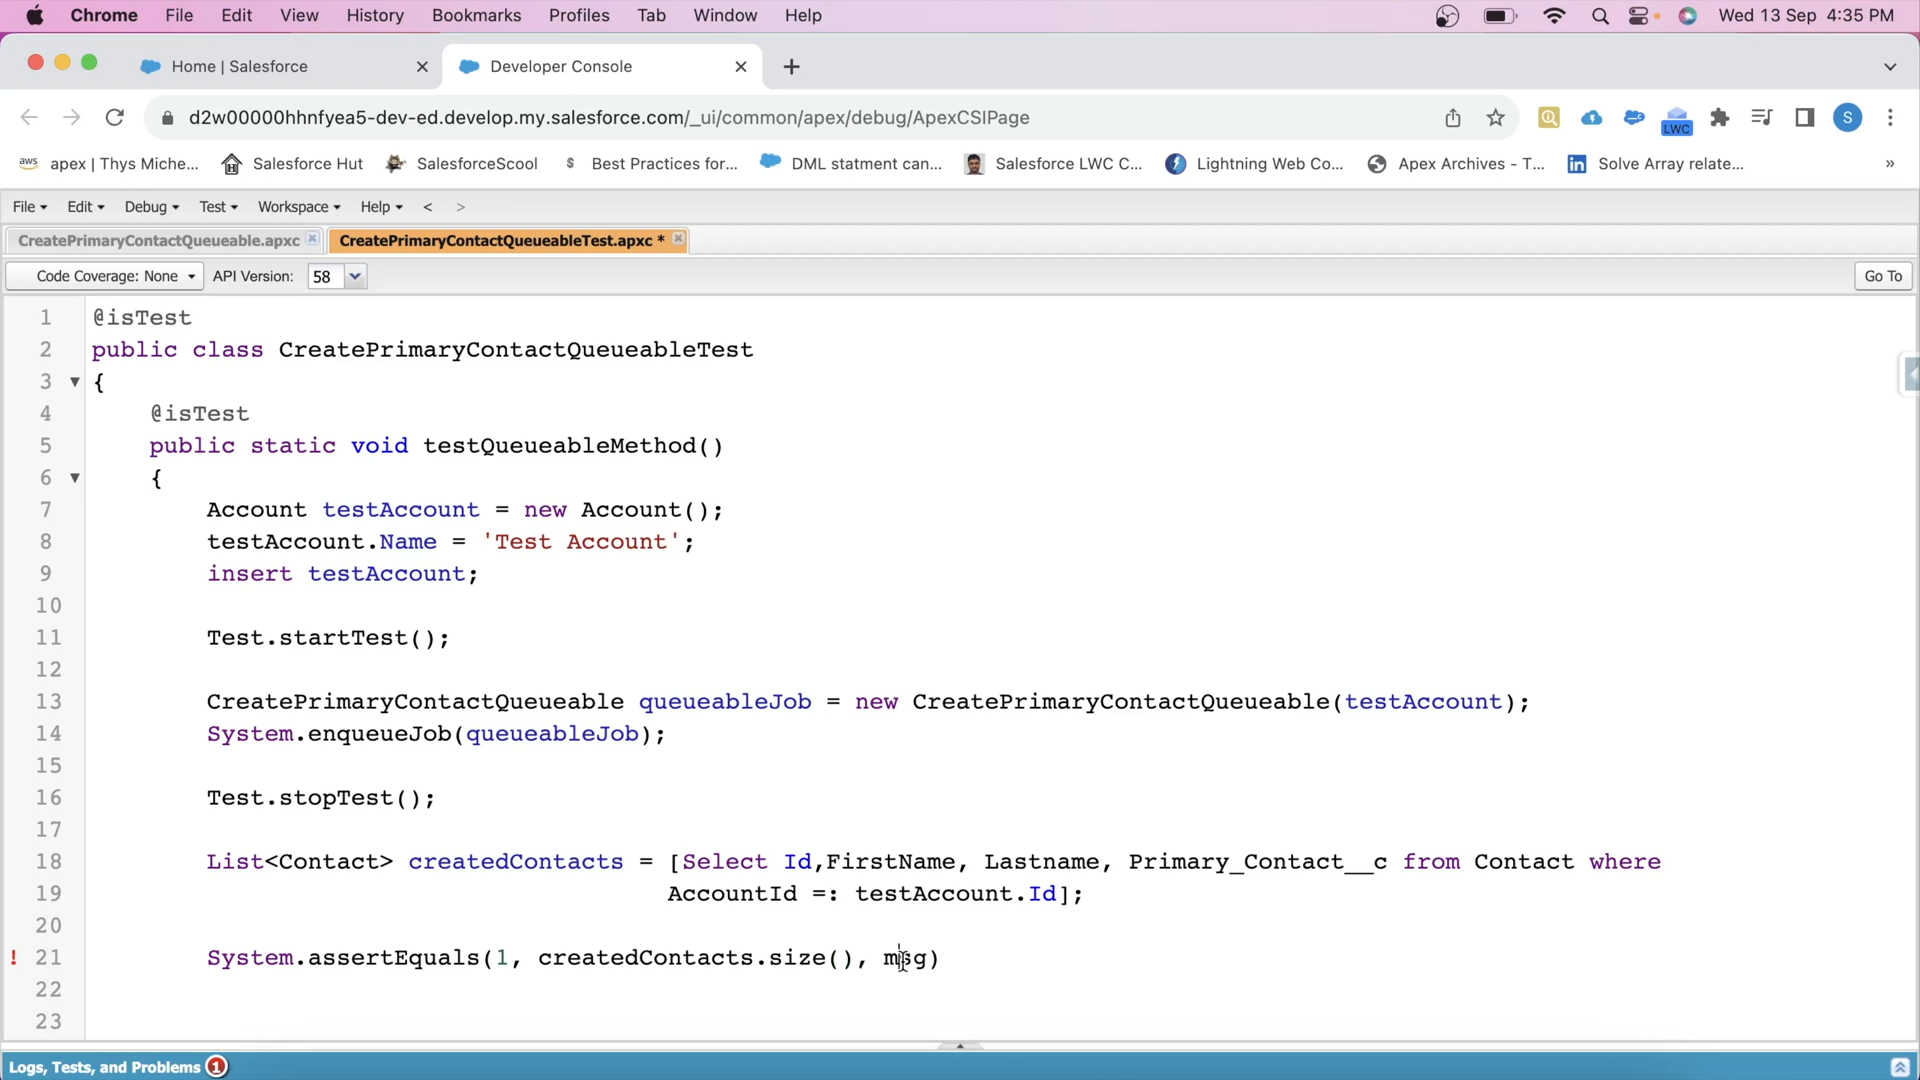 Chrome File Edit View History Bookmarks Profiles Tab Window Help Wed 13 Sep 4:35 PM
Home | Salesforce Developer Console
d2w00000hhnfyea5-dev-ed.develop.my.salesforce.com/_ui/common/apex/debug/ApexCSIPage LWC S
aws apex | Thys Miche... Salesforce Hut SalesforceScool S Best Practices for... DML statment can... Salesforce LWC C... Lightning Web Co... Apex Archives - T... in Solve Array relate... »
File Edit Debug Test Workspace Help < >
CreatePrimaryContactQueueable.apxc CreatePrimaryContactQueueableTest.apxc *
Code Coverage: None API Version: 58 Go To
1 @isTest
2 public class CreatePrimaryContactQueueableTest
3 {
4 @isTest
5 public static void testQueueableMethod()
6 {
7 Account testAccount = new Account();
8 testAccount.Name = 'Test Account';
9 insert testAccount;
10
11 Test.startTest();
12
13 CreatePrimaryContactQueueable queueableJob = new CreatePrimaryContactQueueable(testAccount);
14 System.enqueueJob(queueableJob);
15
16 Test.stopTest();
17
18 List<Contact> createdContacts = [Select Id,FirstName, Lastname, Primary_Contact__c from Contact where
19 AccountId =: testAccount.Id];
20
! 21 System.assertEquals(1, createdContacts.size(), msg)
22
23
Logs, Tests, and Problems 1